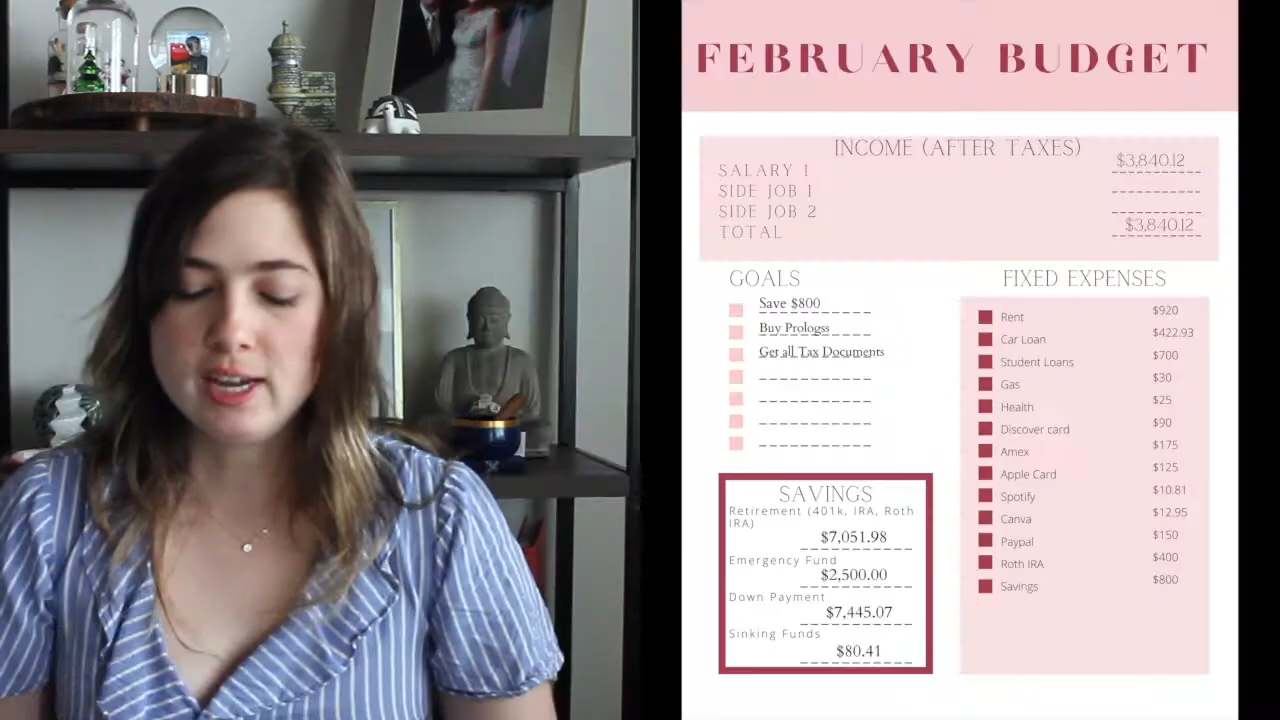 FEBRUARY BUDGET
INCOME (AFTER TAXES)
SALARY 1 $3,840.12
SIDE JOB 1
SIDE JOB 2
TOTAL $3,840.12
GOALS
Save $800
Buy Prologss
Get all Tax Documents
SAVINGS
Retirement (401k, IRA, Roth
IRA)
$7,051.98
Emergency Fund
$2,500.00
Down Payment
$7,445.07
Sinking Funds
$80.41
FIXED EXPENSES
Rent $920
Car Loan $422.93
Student Loans $700
Gas $30
Health $25
Discover card $90
Amex $175
Apple Card $125
Spotify $10.81
Canva $12.95
Paypal $150
Roth IRA $400
Savings $800